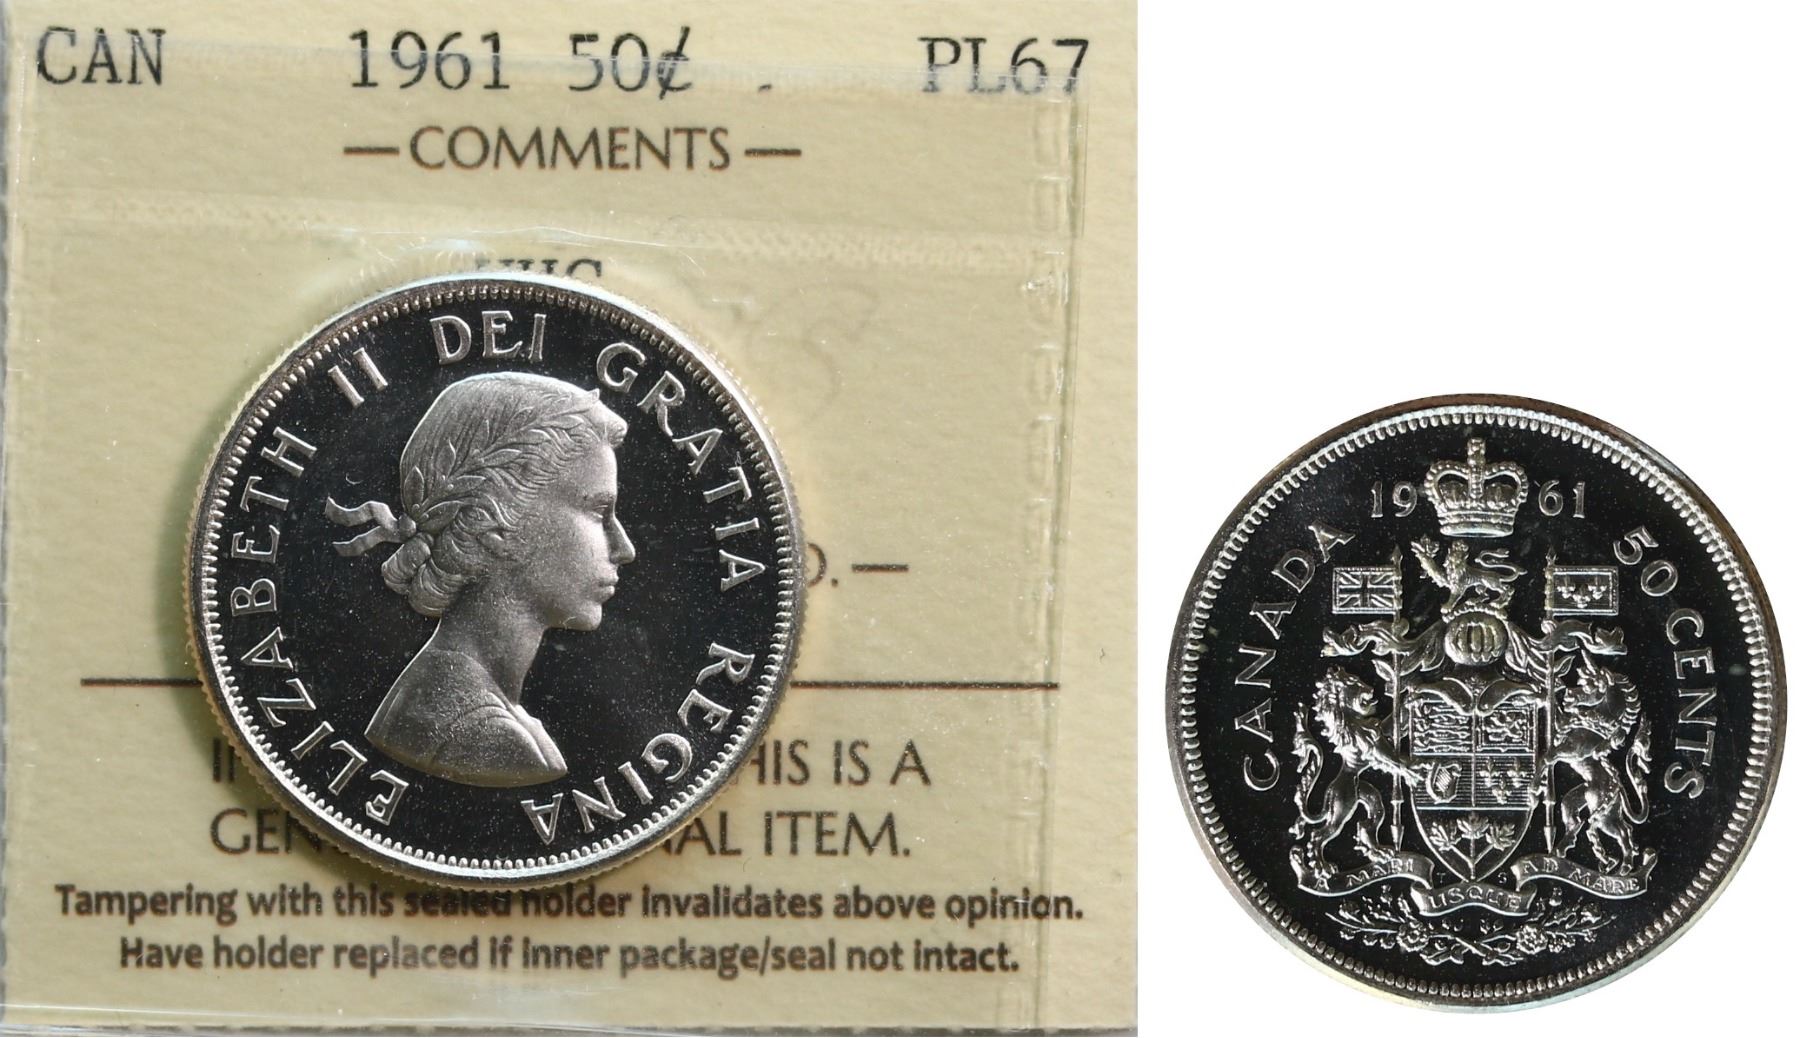 CAN 1961 50¢ . PL67
— COMMENTS —
ELIZABETH II DEI GRATIA REGINA
GEN AL ITEM.
HIS IS A
Tampering with this sealed holder invalidates above opinion.
Have holder replaced if inner package/seal not intact.
1961
CANADA
50 CENTS
A MARI USQUE AD MARE